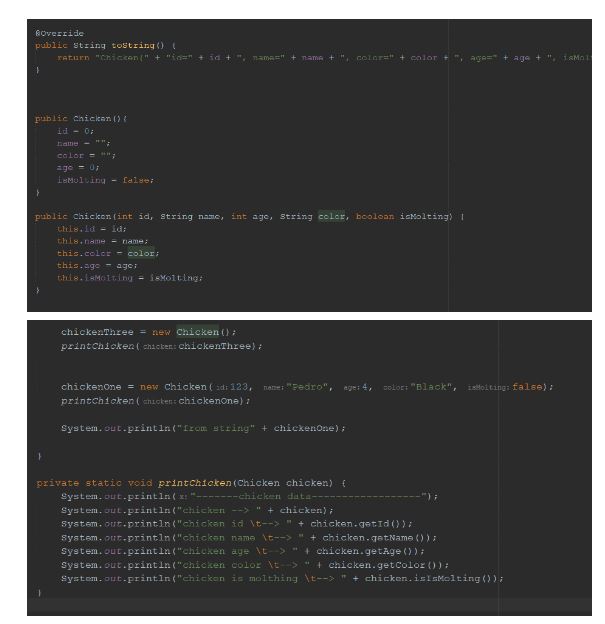 @Override
public String toString() {
return "Chicken{" + "id=" + id + ", name=" + name + ", color=" + color + ", age=" + age + ", isMolt
}
public Chicken(){
id = 0;
name = "";
color = "";
age = 0;
isMolting = false;
}
public Chicken(int id, String name, int age, String color, boolean isMolting) {
this.id = id;
this.name = name;
this.color = color;
this.age = age;
this.isMolting = isMolting;
}
chickenThree = new Chicken();
printChicken( chicken: chickenThree);
chickenOne = new Chicken( id: 123, name: "Pedro", age: 4, color: "Black", isMolting: false);
printChicken( chicken: chickenOne);
System.out.println("from string" + chickenOne);
}
private static void printChicken(Chicken chicken) {
System.out.println( x: "-------chicken data------------------");
System.out.println("chicken --> " + chicken);
System.out.println("chicken id \t--> " + chicken.getId());
System.out.println("chicken name \t--> " + chicken.getName());
System.out.println("chicken age \t--> " + chicken.getAge());
System.out.println("chicken color \t--> " + chicken.getColor());
System.out.println("chicken is molthing \t--> " + chicken.isIsMolting());
}